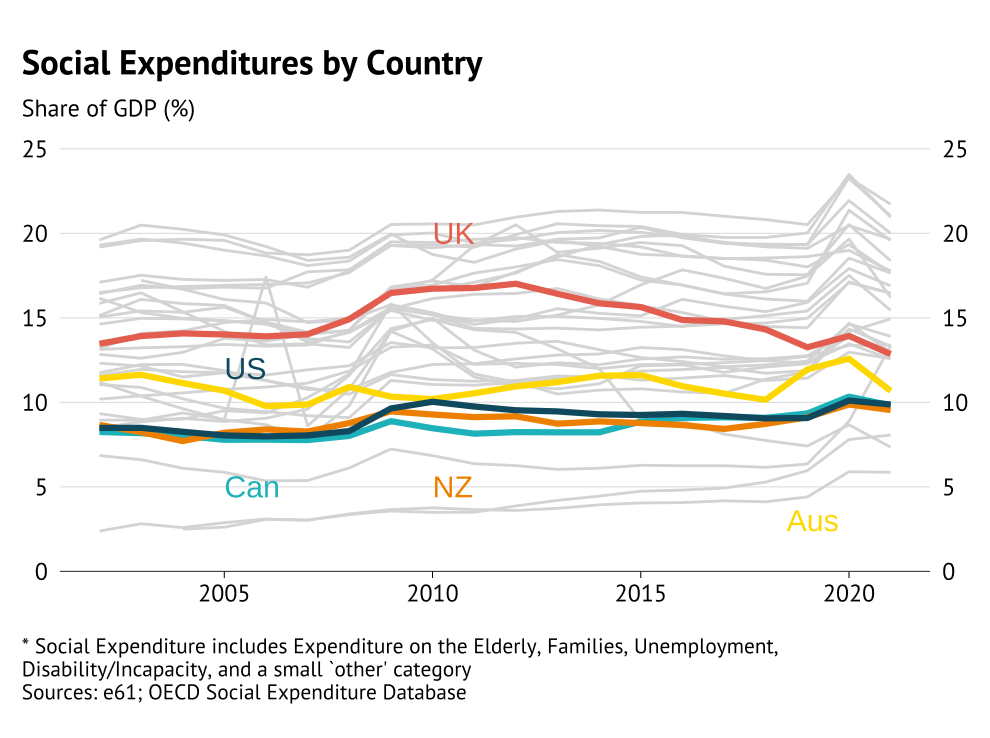 Social Expenditures by Country
Share of GDP (%)
25 25
20 UK 20
15 15
US
10 10
5 Can NZ 5
Aus
0 0
2005 2010 2015 2020
* Social Expenditure includes Expenditure on the Elderly, Families, Unemployment,
Disability/Incapacity, and a small `other' category
Sources: e61; OECD Social Expenditure Database